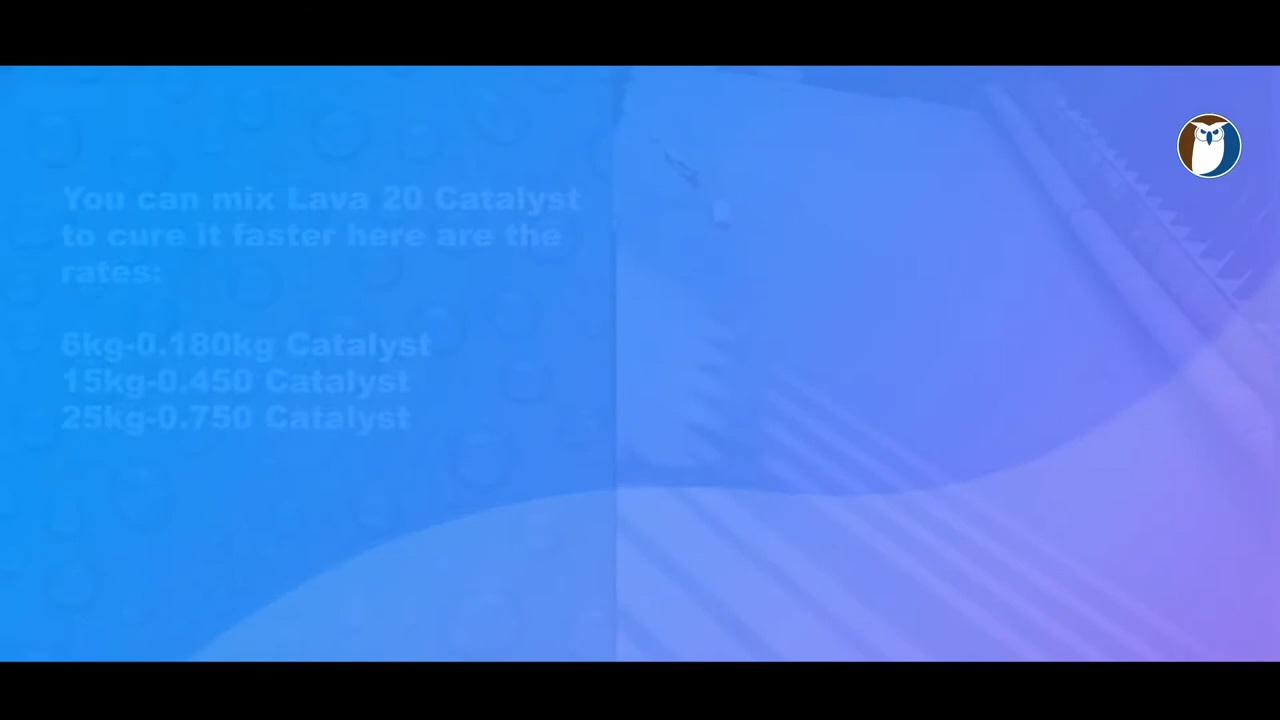 You can mix Lava 20 Catalyst
to cure it faster here are the
rates:
6kg-0.180kg Catalyst
15kg-0.450 Catalyst
25kg-0.750 Catalyst